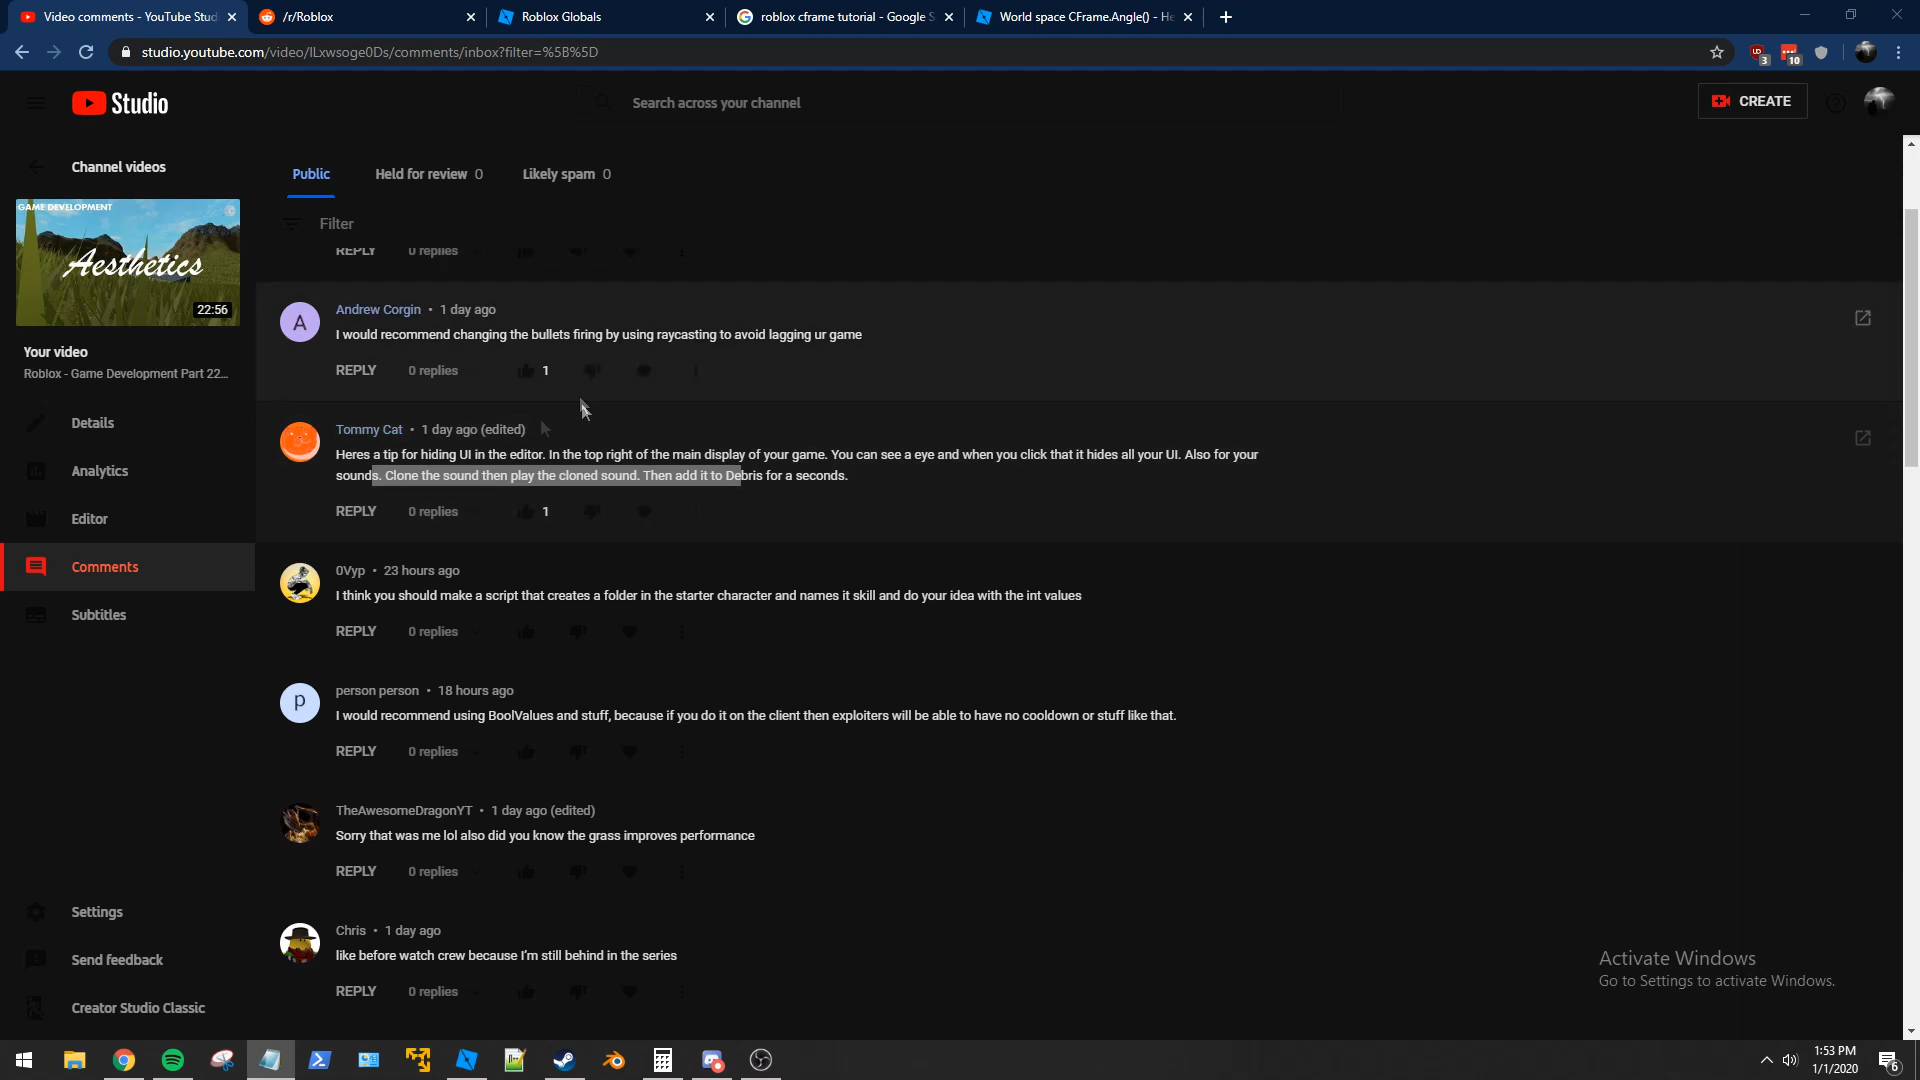 Video comments - YouTube Stud
/r/Roblox
Roblox Globals
roblox cframe tutorial - Google S
World space CFrame.Angle() - He
studio.youtube.com/video/lLxwsoge0Ds/comments/inbox?filter=%5B%5D
3
10
Studio
Search across your channel
CREATE
Channel videos
Public
Held for review 0
Likely spam 0
GAME DEVELOPMENT
Aesthetics
22:56
Filter
REPLY 0 replies
Your video
Roblox - Game Development Part 22...
Details
Analytics
Editor
Comments
Subtitles
Settings
Send feedback
Creator Studio Classic
A
Andrew Corgin • 1 day ago
I would recommend changing the bullets firing by using raycasting to avoid lagging ur game
REPLY 0 replies 1
Tommy Cat • 1 day ago (edited)
Heres a tip for hiding UI in the editor. In the top right of the main display of your game. You can see a eye and when you click that it hides all your UI. Also for your
sounds. Clone the sound then play the cloned sound. Then add it to Debris for a seconds.
REPLY 0 replies 1
0Vyp • 23 hours ago
I think you should make a script that creates a folder in the starter character and names it skill and do your idea with the int values
REPLY 0 replies
p
person person • 18 hours ago
I would recommend using BoolValues and stuff, because if you do it on the client then exploiters will be able to have no cooldown or stuff like that.
REPLY 0 replies
TheAwesomeDragonYT • 1 day ago (edited)
Sorry that was me lol also did you know the grass improves performance
REPLY 0 replies
Chris • 1 day ago
like before watch crew because I'm still behind in the series
REPLY 0 replies
Activate Windows
Go to Settings to activate Windows.
1:53 PM
1/1/2020
6